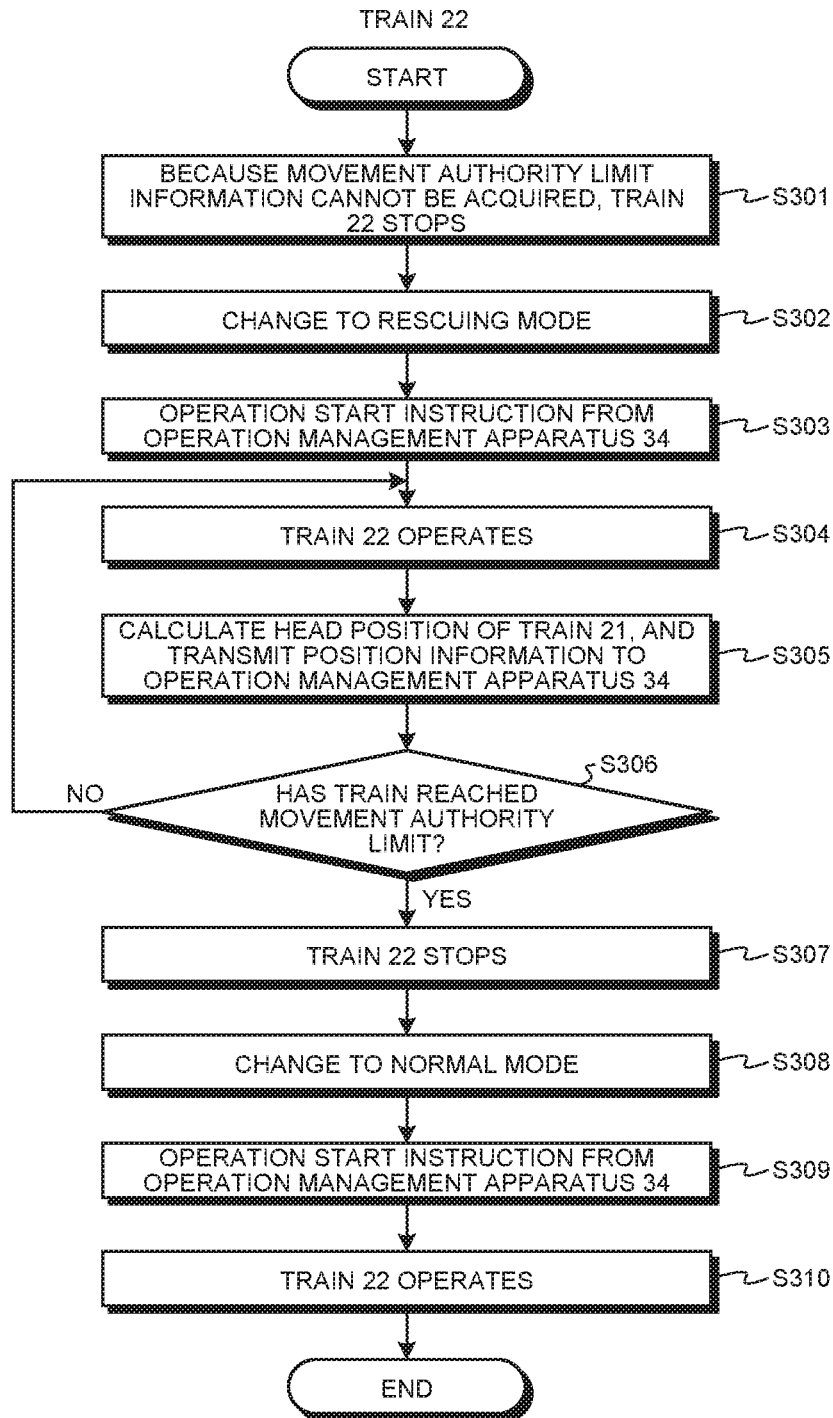 TRAIN 22
START
BECAUSE MOVEMENT AUTHORITY LIMIT
INFORMATION CANNOT BE ACQUIRED, TRAIN
22 STOPS
S301
CHANGE TO RESCUING MODE
S302
OPERATION START INSTRUCTION FROM
OPERATION MANAGEMENT APPARATUS 34
S303
TRAIN 22 OPERATES
S304
CALCULATE HEAD POSITION OF TRAIN 21, AND
TRANSMIT POSITION INFORMATION TO
OPERATION MANAGEMENT APPARATUS 34
S305
S306
NO
HAS TRAIN REACHED
MOVEMENT AUTHORITY
LIMIT?
YES
TRAIN 22 STOPS
S307
CHANGE TO NORMAL MODE
S308
OPERATION START INSTRUCTION FROM
OPERATION MANAGEMENT APPARATUS 34
S309
TRAIN 22 OPERATES
S310
END